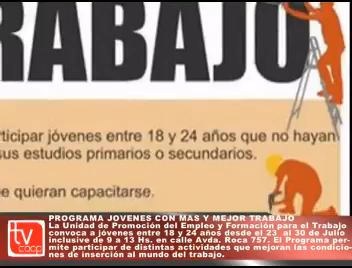 RABAJO
ticipar jóvenes entre 18 y 24 años que no hayan
sus estudios primarios o secundarios.
e quieran capacitarse.
PROGRAMA JOVENES CON MAS Y MEJOR TRABAJO
La Unidad de Promoción del Empleo y Formación para el Trabajo
convoca a jóvenes entre 18 y 24 años desde el 23 al 30 de Julio
inclusive de 9 a 13 Hs. en calle Avda. Roca 757. El Programa per-
mite participar de distintas actividades que mejoran las condicio-
nes de inserción al mundo del trabajo.
tv
coop